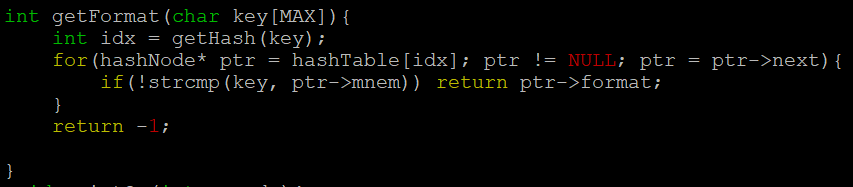 int getFormat(char key[MAX]){
    int idx = getHash(key);
    for(hashNode* ptr = hashTable[idx]; ptr != NULL; ptr = ptr->next){
        if(!strcmp(key, ptr->mnem)) return ptr->format;
    }
    return -1;

}